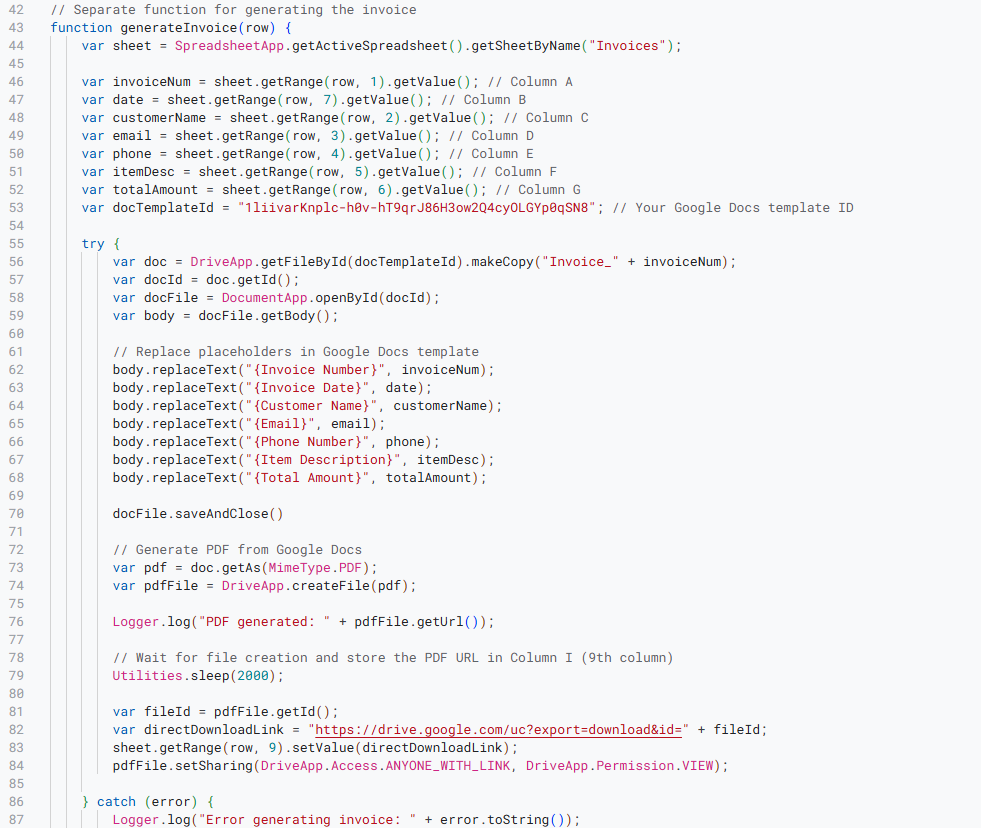 42 // Separate function for generating the invoice
43 function generateInvoice(row) {
44 var sheet = SpreadsheetApp.getActiveSpreadsheet().getSheetByName("Invoices");
45
46 var invoiceNum = sheet.getRange(row, 1).getValue(); // Column A
47 var date = sheet.getRange(row, 7).getValue(); // Column B
48 var customerName = sheet.getRange(row, 2).getValue(); // Column C
49 var email = sheet.getRange(row, 3).getValue(); // Column D
50 var phone = sheet.getRange(row, 4).getValue(); // Column E
51 var itemDesc = sheet.getRange(row, 5).getValue(); // Column F
52 var totalAmount = sheet.getRange(row, 6).getValue(); // Column G
53 var docTemplateId = "1liivarKnplc-h0v-hT9qrJ86H3ow2Q4cyOLGYp0qSN8"; // Your Google Docs template ID
54
55 try {
56 var doc = DriveApp.getFileById(docTemplateId).makeCopy("Invoice_" + invoiceNum);
57 var docId = doc.getId();
58 var docFile = DocumentApp.openById(docId);
59 var body = docFile.getBody();
60
61 // Replace placeholders in Google Docs template
62 body.replaceText("{Invoice Number}", invoiceNum);
63 body.replaceText("{Invoice Date}", date);
64 body.replaceText("{Customer Name}", customerName);
65 body.replaceText("{Email}", email);
66 body.replaceText("{Phone Number}", phone);
67 body.replaceText("{Item Description}", itemDesc);
68 body.replaceText("{Total Amount}", totalAmount);
69
70 docFile.saveAndClose()
71
72 // Generate PDF from Google Docs
73 var pdf = doc.getAs(MimeType.PDF);
74 var pdfFile = DriveApp.createFile(pdf);
75
76 Logger.log("PDF generated: " + pdfFile.getUrl());
77
78 // Wait for file creation and store the PDF URL in Column I (9th column)
79 Utilities.sleep(2000);
80
81 var fileId = pdfFile.getId();
82 var directDownloadLink = "https://drive.google.com/uc?export=download&id=" + fileId;
83 sheet.getRange(row, 9).setValue(directDownloadLink);
84 pdfFile.setSharing(DriveApp.Access.ANYONE_WITH_LINK, DriveApp.Permission.VIEW);
85
86 } catch (error) {
87 Logger.log("Error generating invoice: " + error.toString());